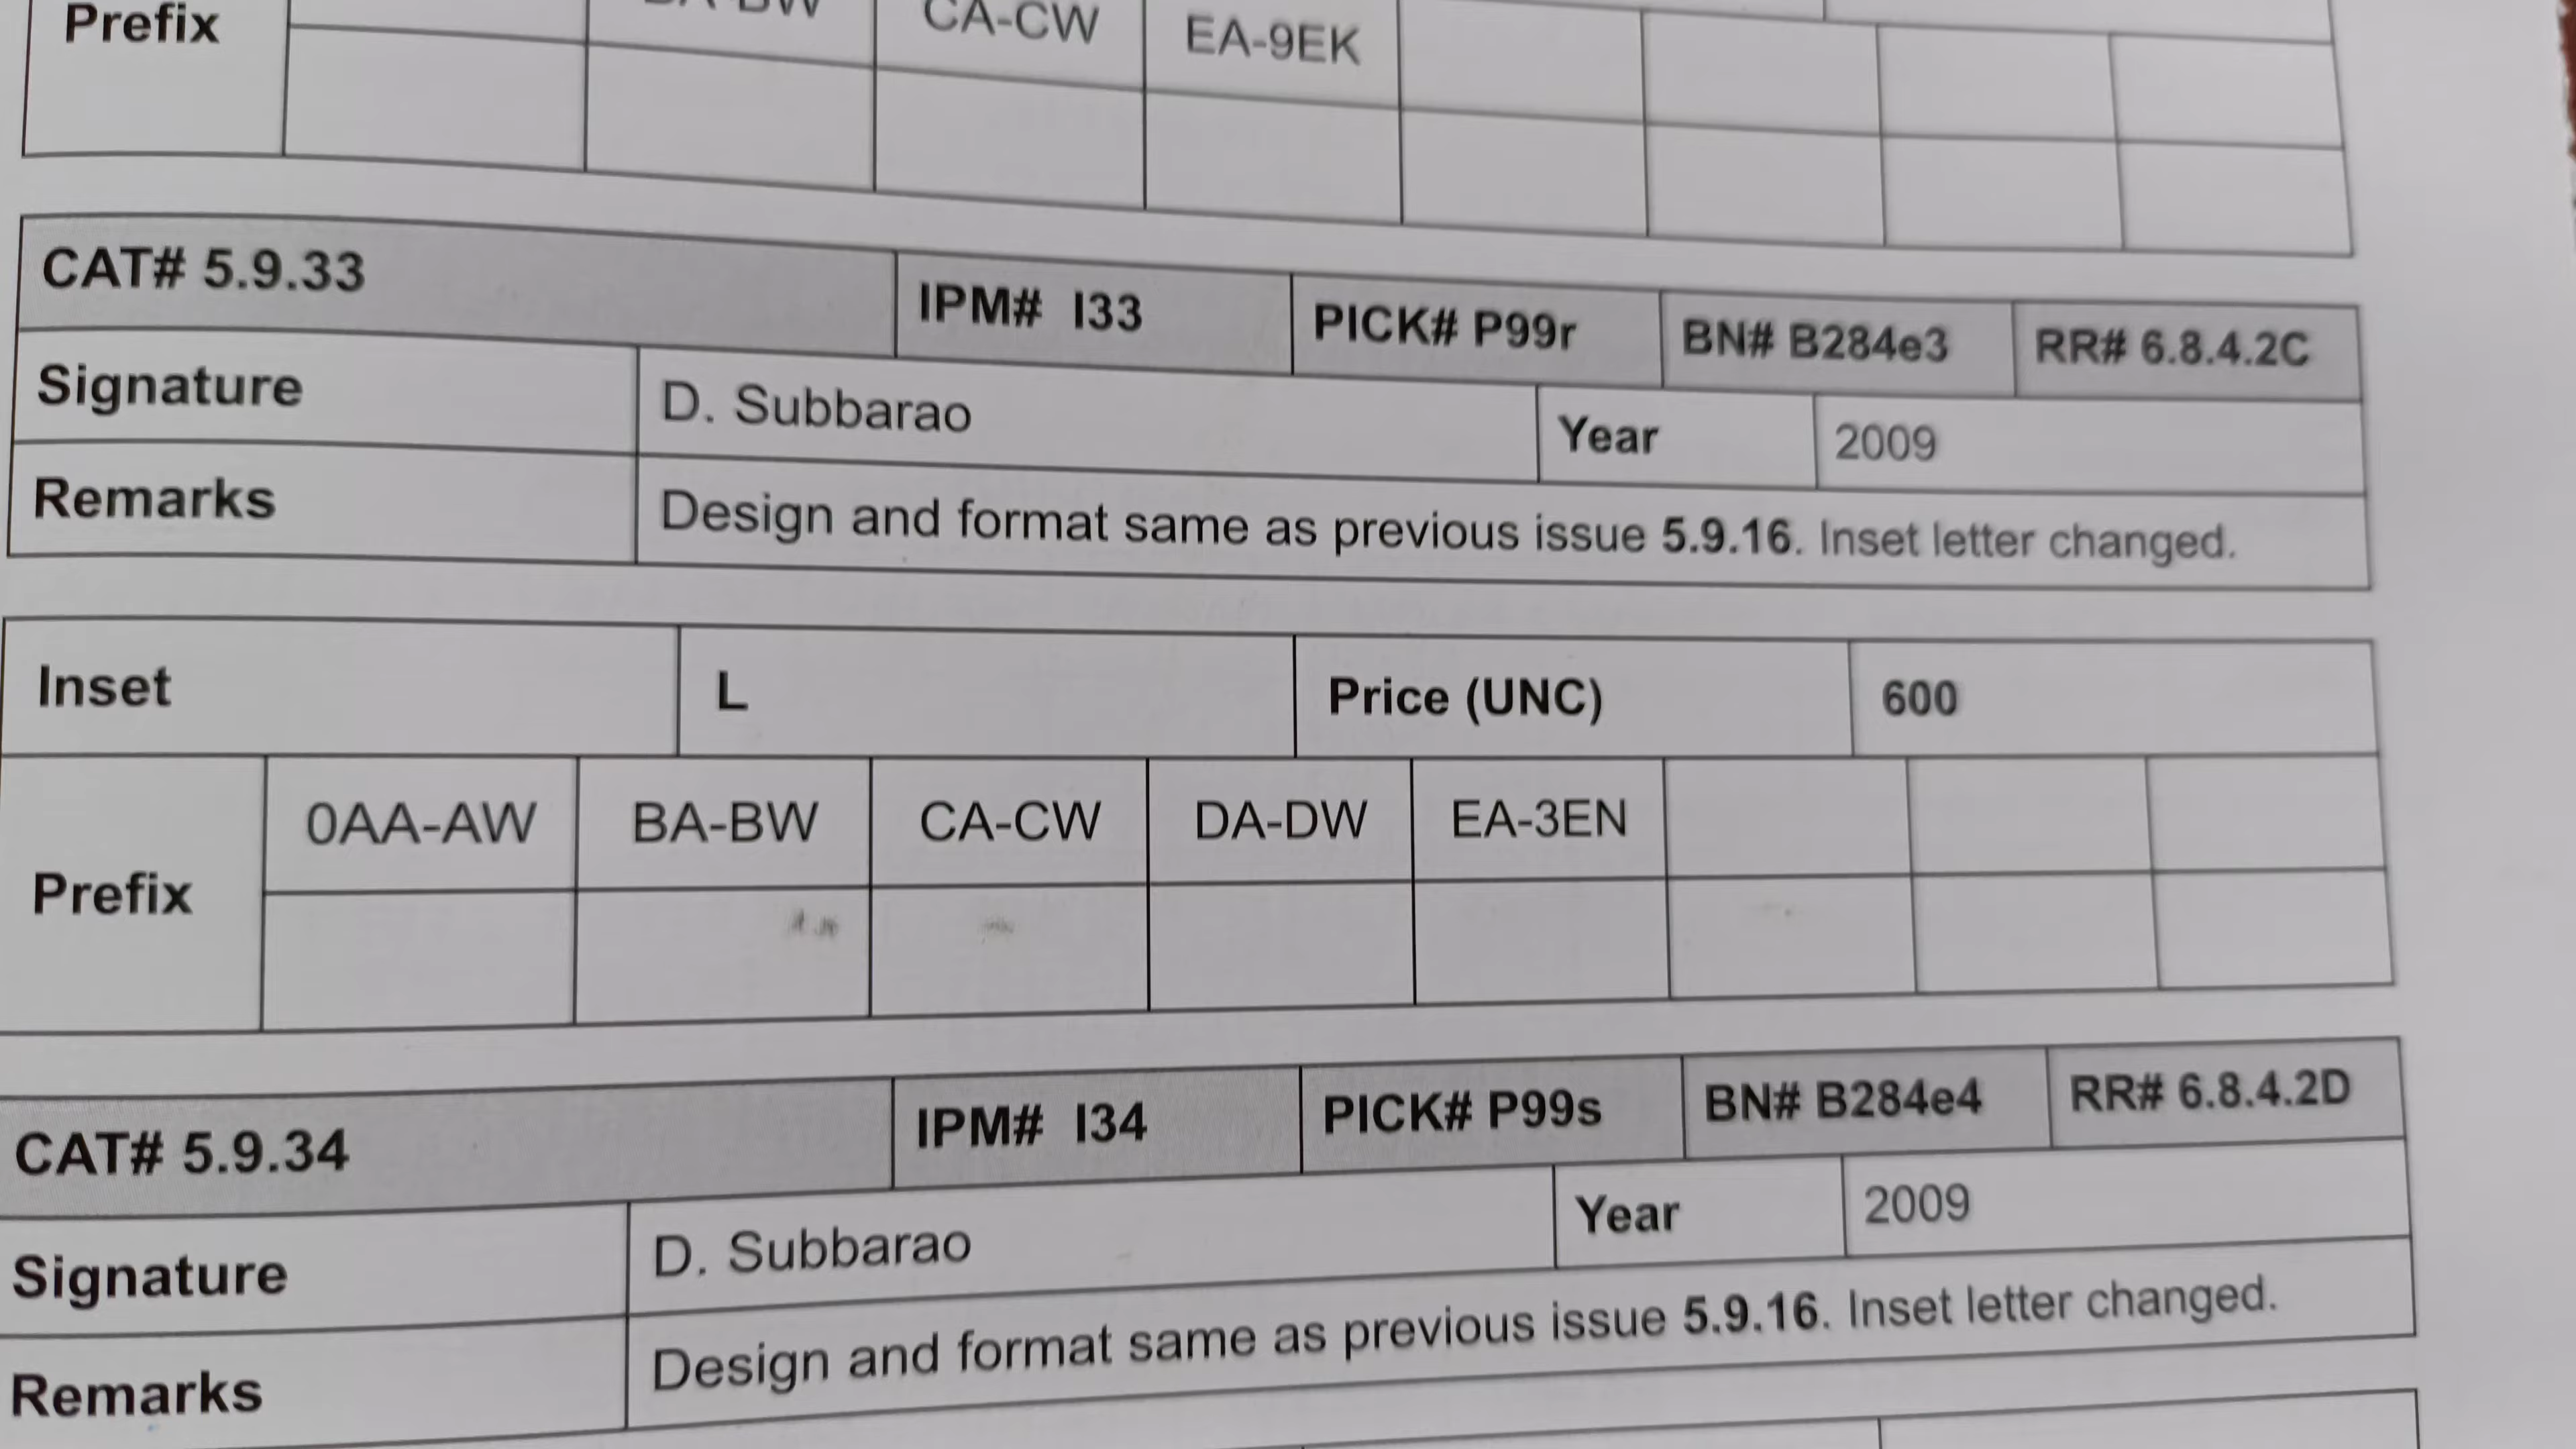 Prefix BA-BW CA-CW EA-9EK
CAT# 5.9.33 IPM# I33 PICK# P99r BN# B284e3 RR# 6.8.4.2C
Signature D. Subbarao Year 2009
Remarks Design and format same as previous issue 5.9.16. Inset letter changed.
Inset L Price (UNC) 600
Prefix 0AA-AW BA-BW CA-CW DA-DW EA-3EN
CAT# 5.9.34 IPM# I34 PICK# P99s BN# B284e4 RR# 6.8.4.2D
Signature D. Subbarao Year 2009
Remarks Design and format same as previous issue 5.9.16. Inset letter changed.